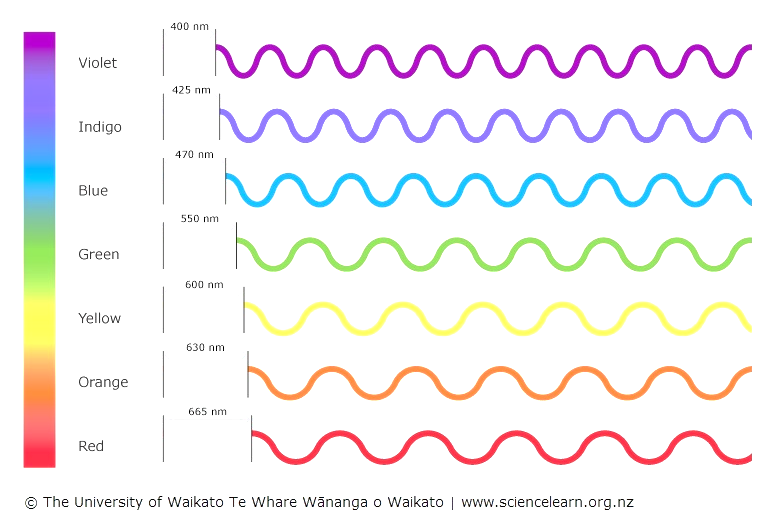 400 nm
Violet
425 nm
Indigo
470 nm
Blue
550 nm
Green
600 nm
Yellow
630 nm
Orange
665 nm
Red
© The University of Waikato Te Whare Wānanga o Waikato | www.sciencelearn.org.nz